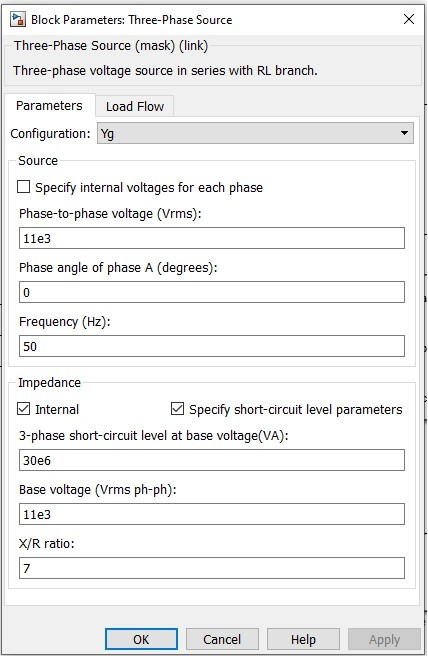 Block Parameters: Three-Phase Source
Three-Phase Source (mask) (link)
Three-phase voltage source in series with RL branch.
Parameters Load Flow
Configuration: Yg
Source
Specify internal voltages for each phase
Phase-to-phase voltage (Vrms):
11e3
Phase angle of phase A (degrees):
0
Frequency (Hz):
50
Impedance
Internal Specify short-circuit level parameters
3-phase short-circuit level at base voltage(VA):
30e6
Base voltage (Vrms ph-ph):
11e3
X/R ratio:
7
OK Cancel Help Apply